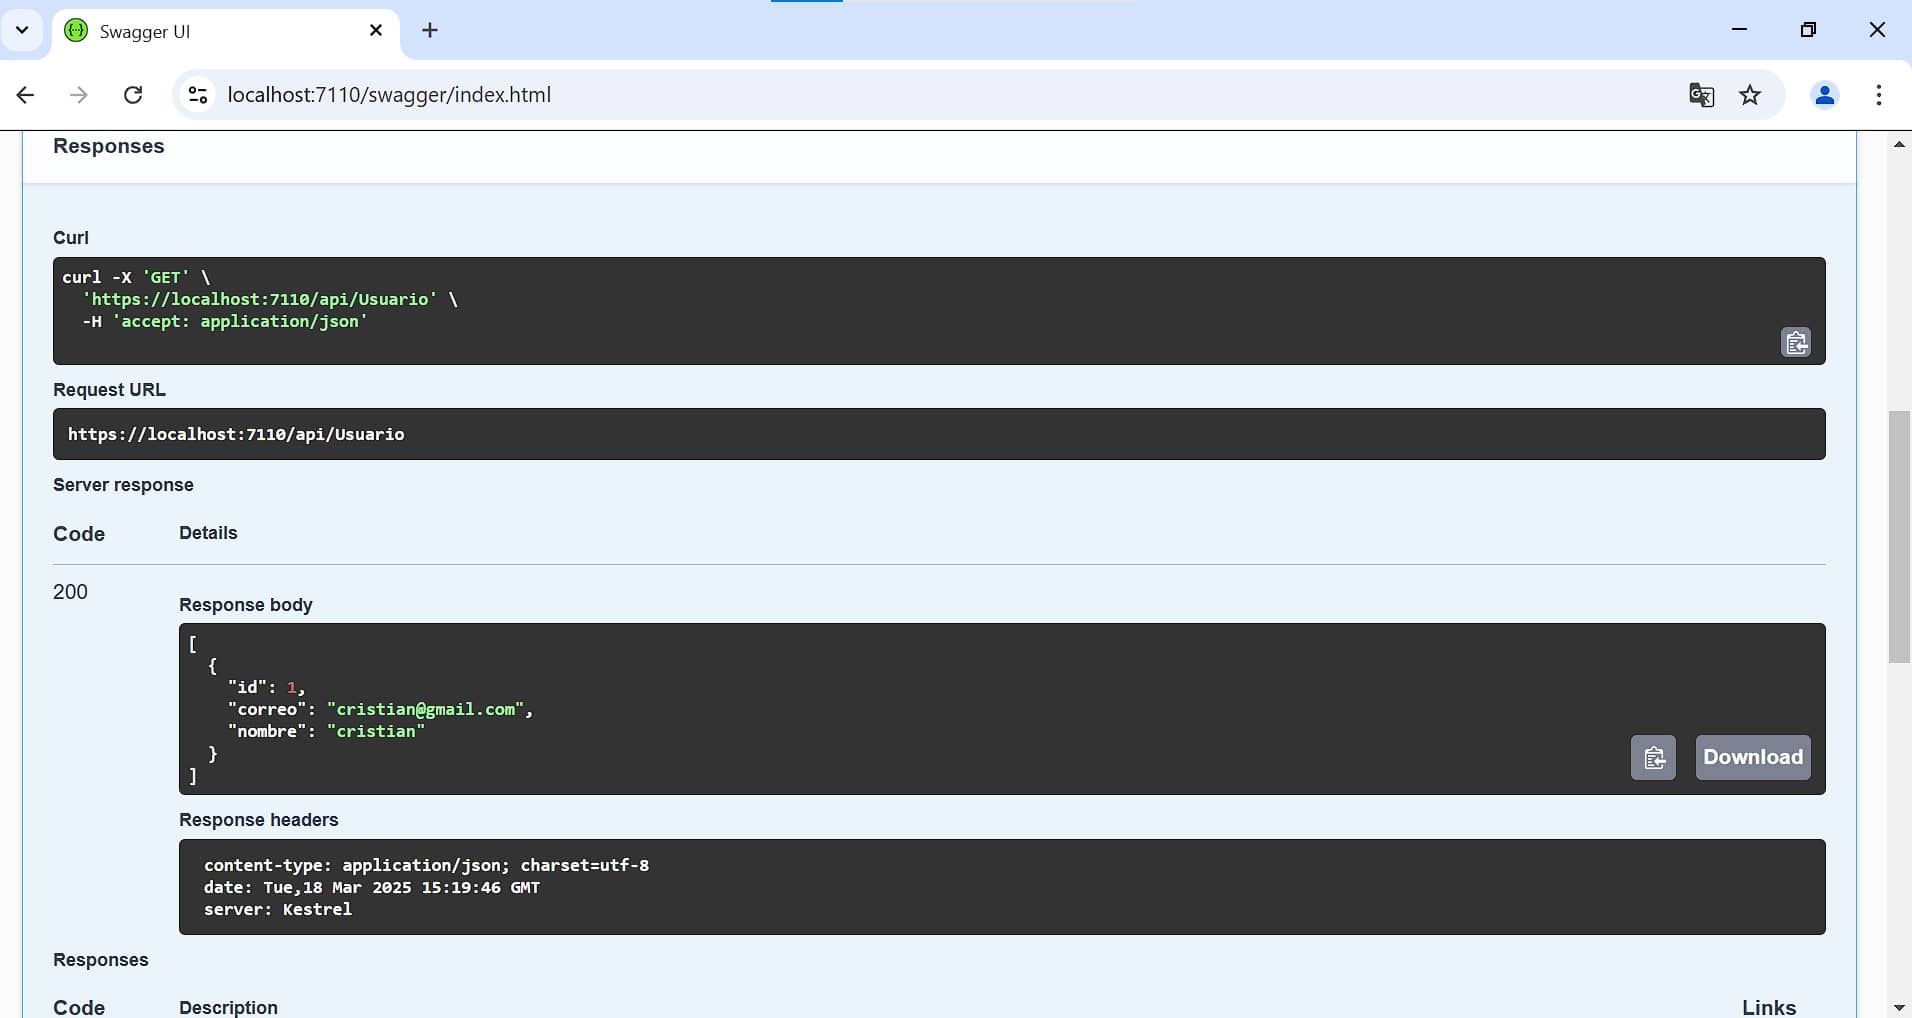 Swagger UI
localhost:7110/swagger/index.html
Responses
Curl
curl -X 'GET' \
  'https://localhost:7110/api/Usuario' \
  -H 'accept: application/json'
Request URL
https://localhost:7110/api/Usuario
Server response
Code Details
200
Response body
[
  {
    "id": 1,
    "correo": "cristian@gmail.com",
    "nombre": "cristian"
  }
]
Download
Response headers
content-type: application/json; charset=utf-8
date: Tue,18 Mar 2025 15:19:46 GMT
server: Kestrel
Responses
Code Description Links